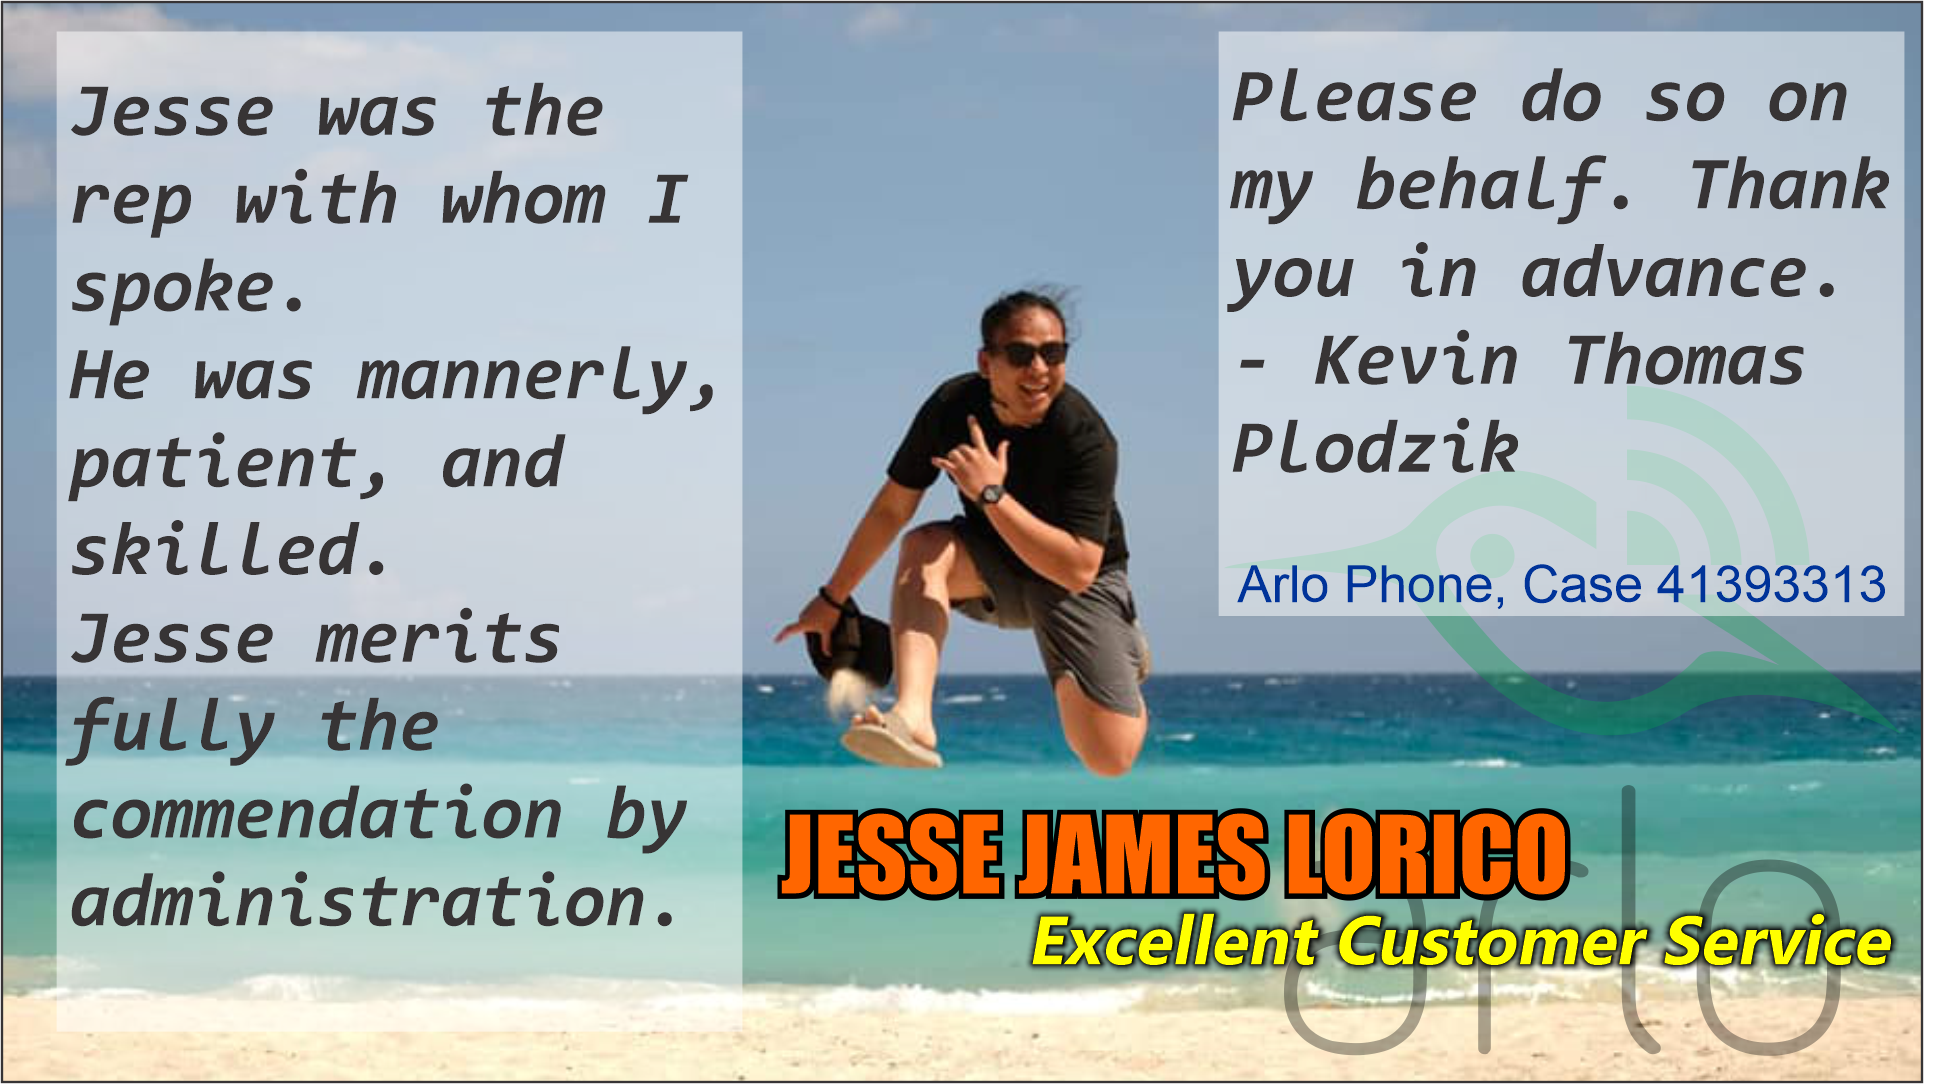 Jesse was the
rep with whom I
spoke.
He was mannerly,
patient, and
skilled.
Jesse merits
fully the
commendation by
administration.
Please do so on
my behalf. Thank
you in advance.
- Kevin Thomas
Plodzik
Arlo Phone, Case 41393313
JESSE JAMES LORICO
Excellent Customer Service
arlo